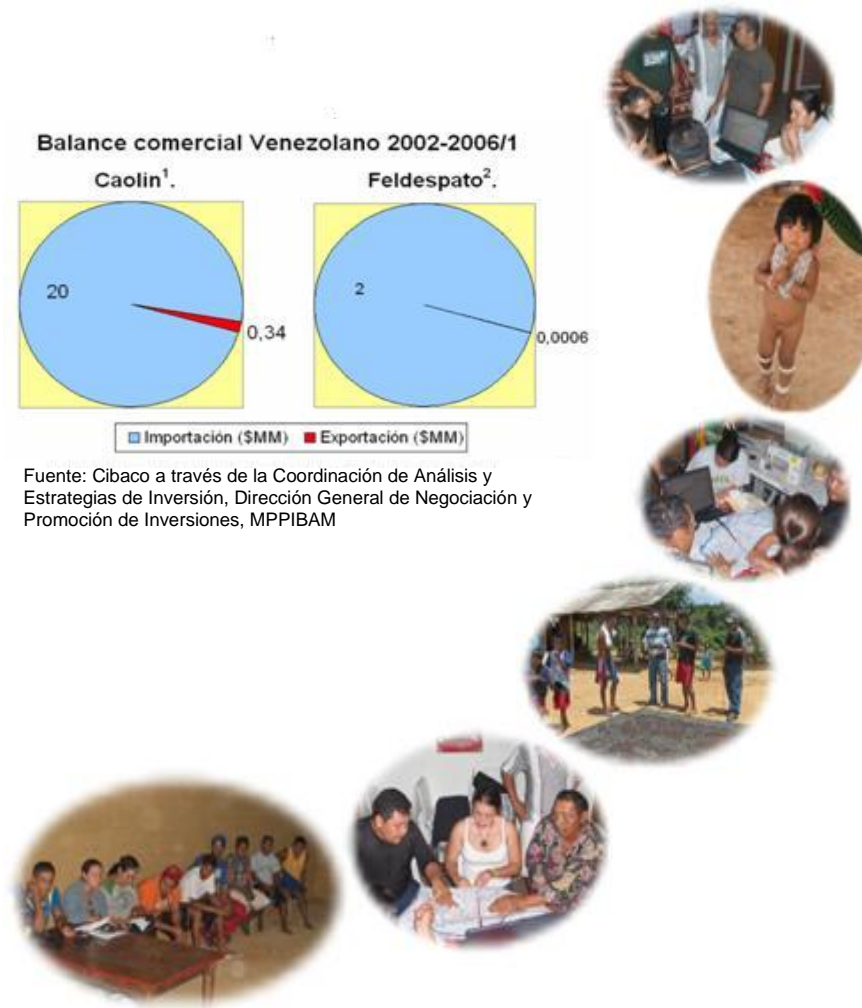 Balance comercial Venezolano 2002-2006/1
Caolin¹.
Feldespato².
20
0,34
2
0,0006
Importación ($MM)
Exportación ($MM)
Fuente: Cibaco a través de la Coordinación de Análisis y
Estrategias de Inversión, Dirección General de Negociación y
Promoción de Inversiones, MPPIBAM